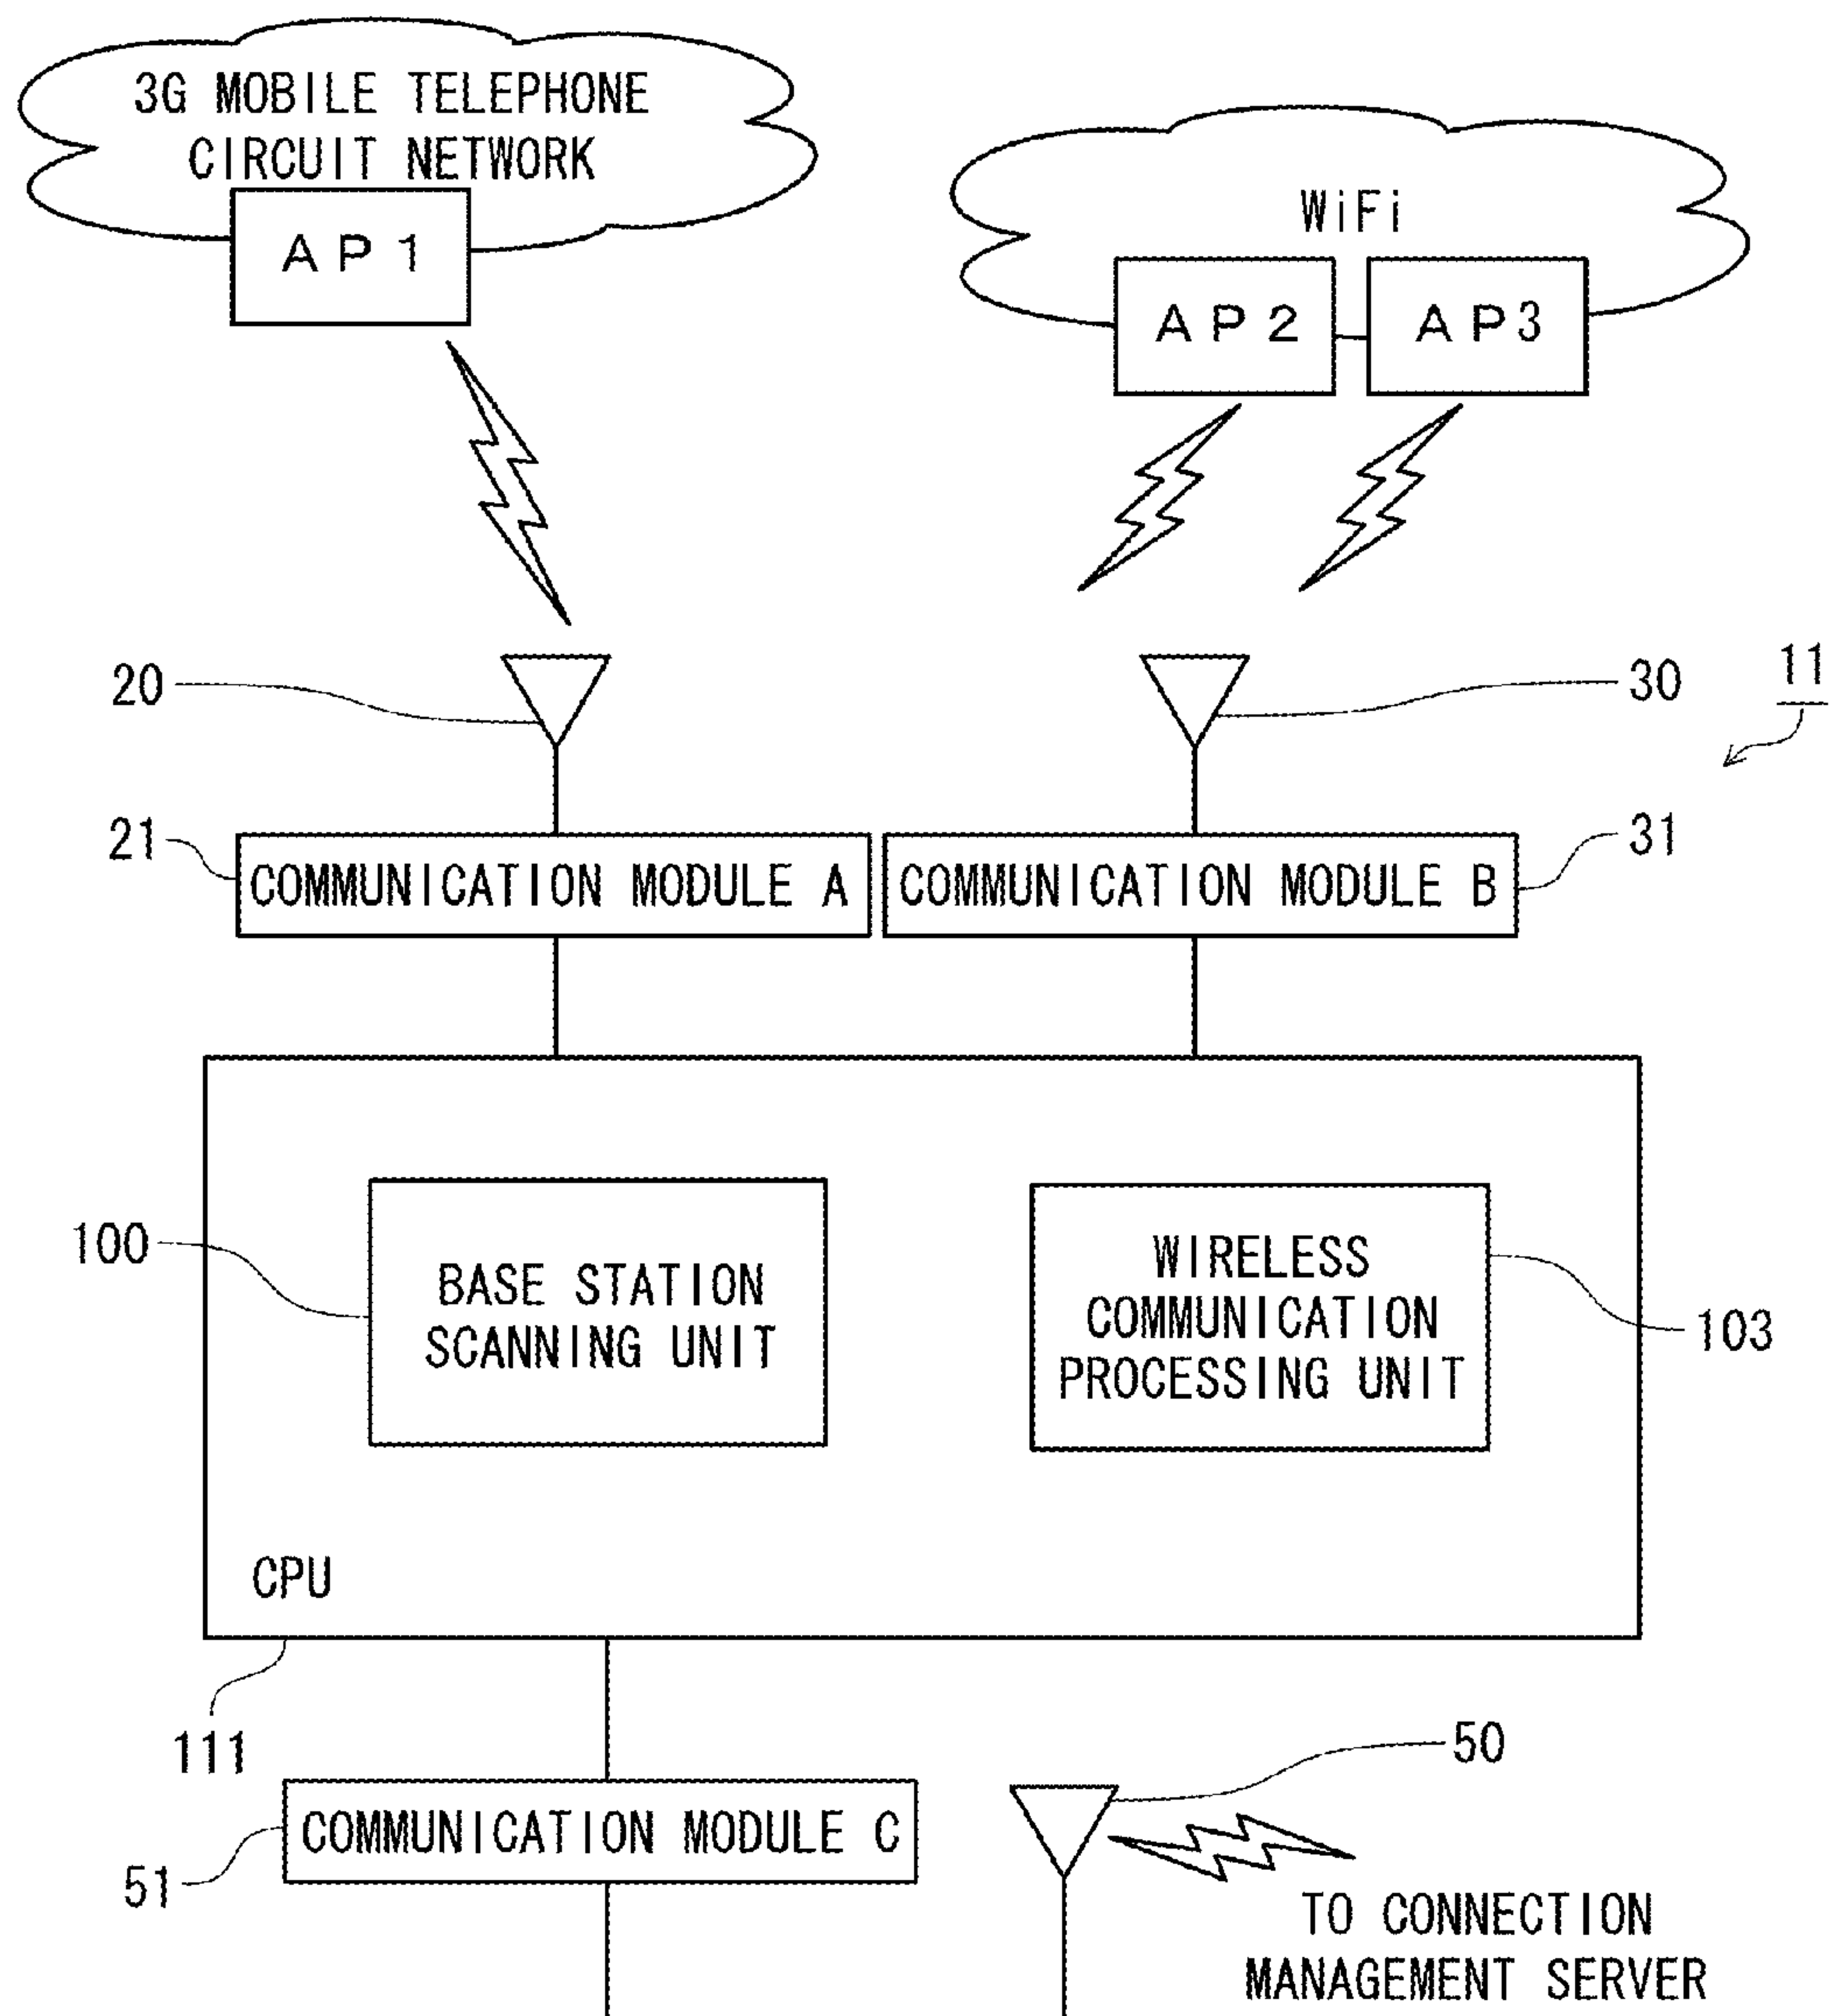 3G MOBILE TELEPHONE
CIRCUIT NETWORK
AP1
WiFi
AP2
AP3
20
30
11
21
COMMUNICATION MODULE A
COMMUNICATION MODULE B
31
100
BASE STATION
SCANNING UNIT
WIRELESS
COMMUNICATION
PROCESSING UNIT
103
CPU
111
50
COMMUNICATION MODULE C
51
TO CONNECTION
MANAGEMENT SERVER